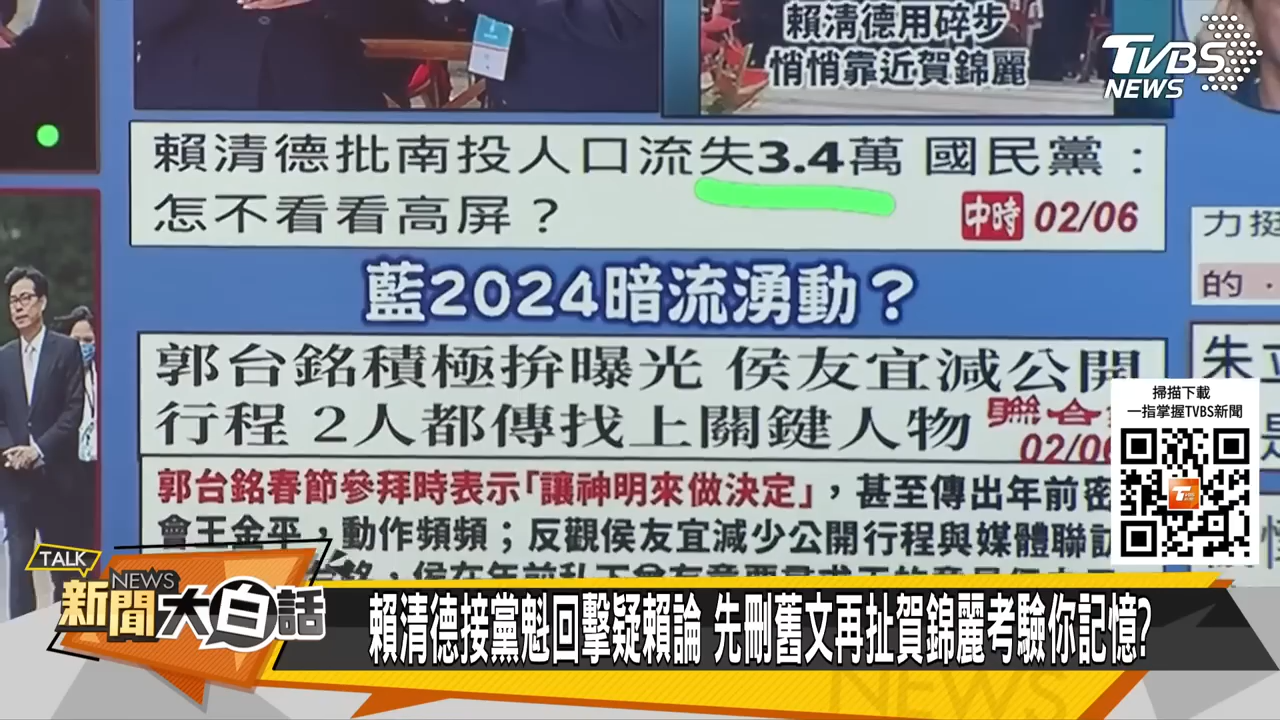 賴清德用碎步
悄悄靠近賀錦麗
TVBS
NEWS
賴清德批南投人口流失3.4萬 國民黨：
怎不看看高屏？
中時 02/06
力挺
的．
藍2024暗流湧動？
郭台銘積極拚曝光 侯友宜減公開
行程 2人都傳找上關鍵人物
聯合
02/06
朱立
是
掃描下載
一指掌握TVBS新聞
郭台銘春節參拜時表示「讓神明來做決定」，甚至傳出年前密
會王金平，動作頻頻；反觀侯友宜減少公開行程與媒體聯訪
TALK
NEWS
新聞大白話
賴清德接黨魁回擊疑賴論 先刪舊文再扯賀錦麗考驗你記憶?
NEWS